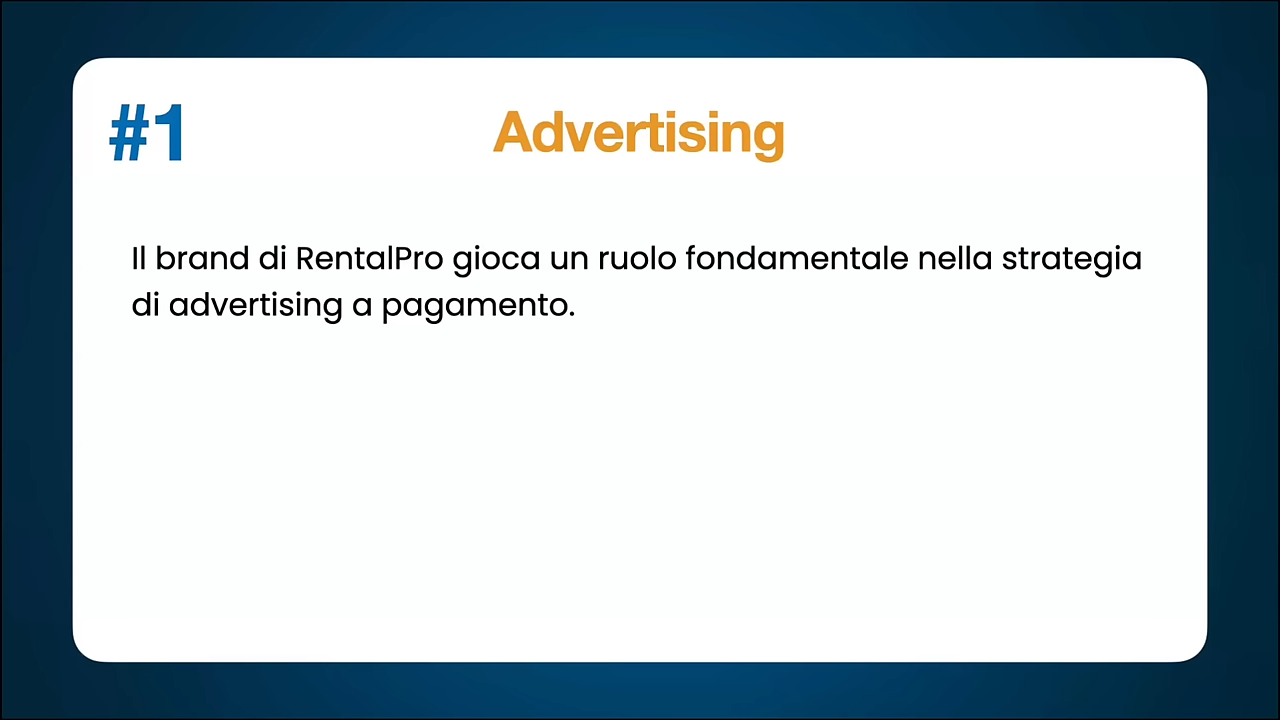 #1
Advertising
Il brand di RentalPro gioca un ruolo fondamentale nella strategia
di advertising a pagamento.